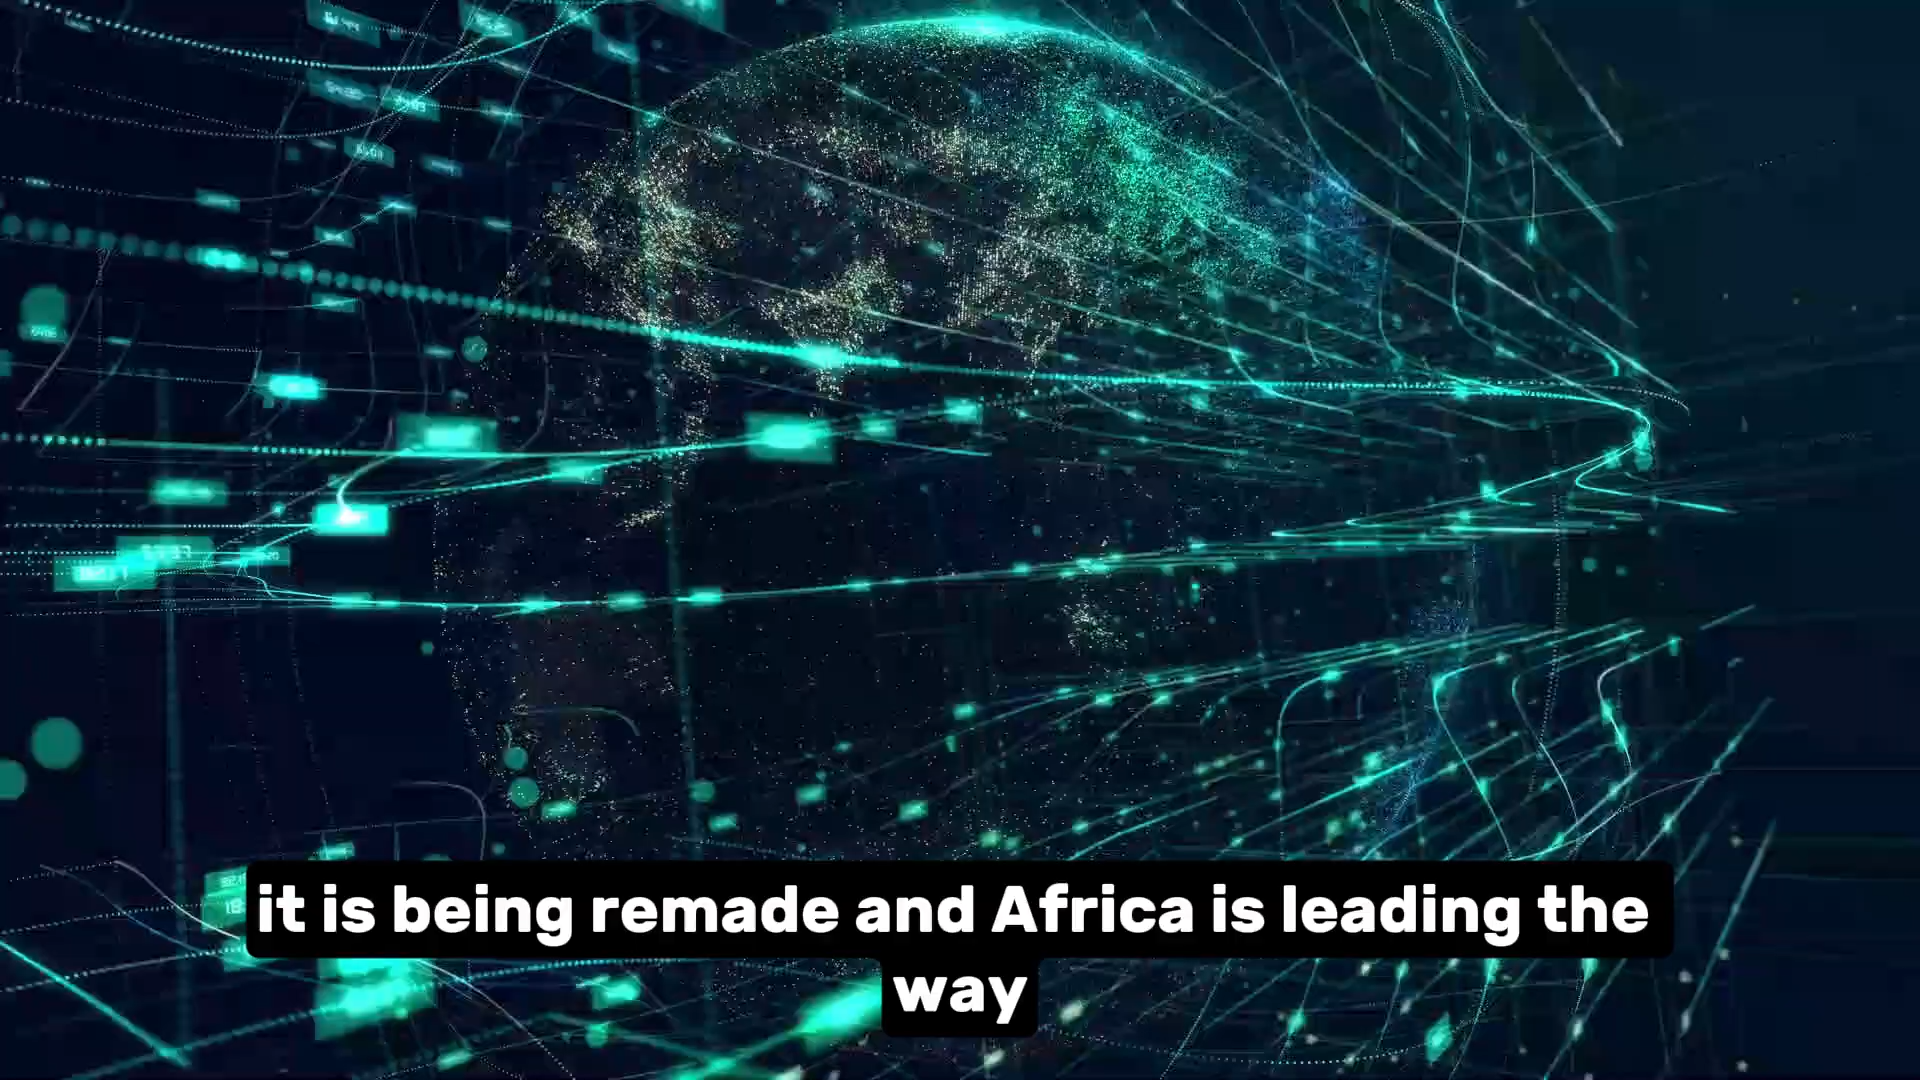 it is being remade and Africa is leading the
way